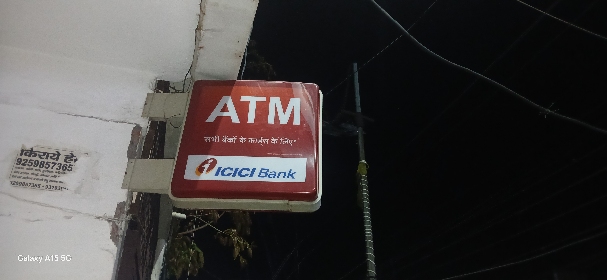 ATM
सभी बैंकों के कार्ड्स के लिए*
ICICI Bank
किराये हेतु
9259857365
Galaxy A15 5G